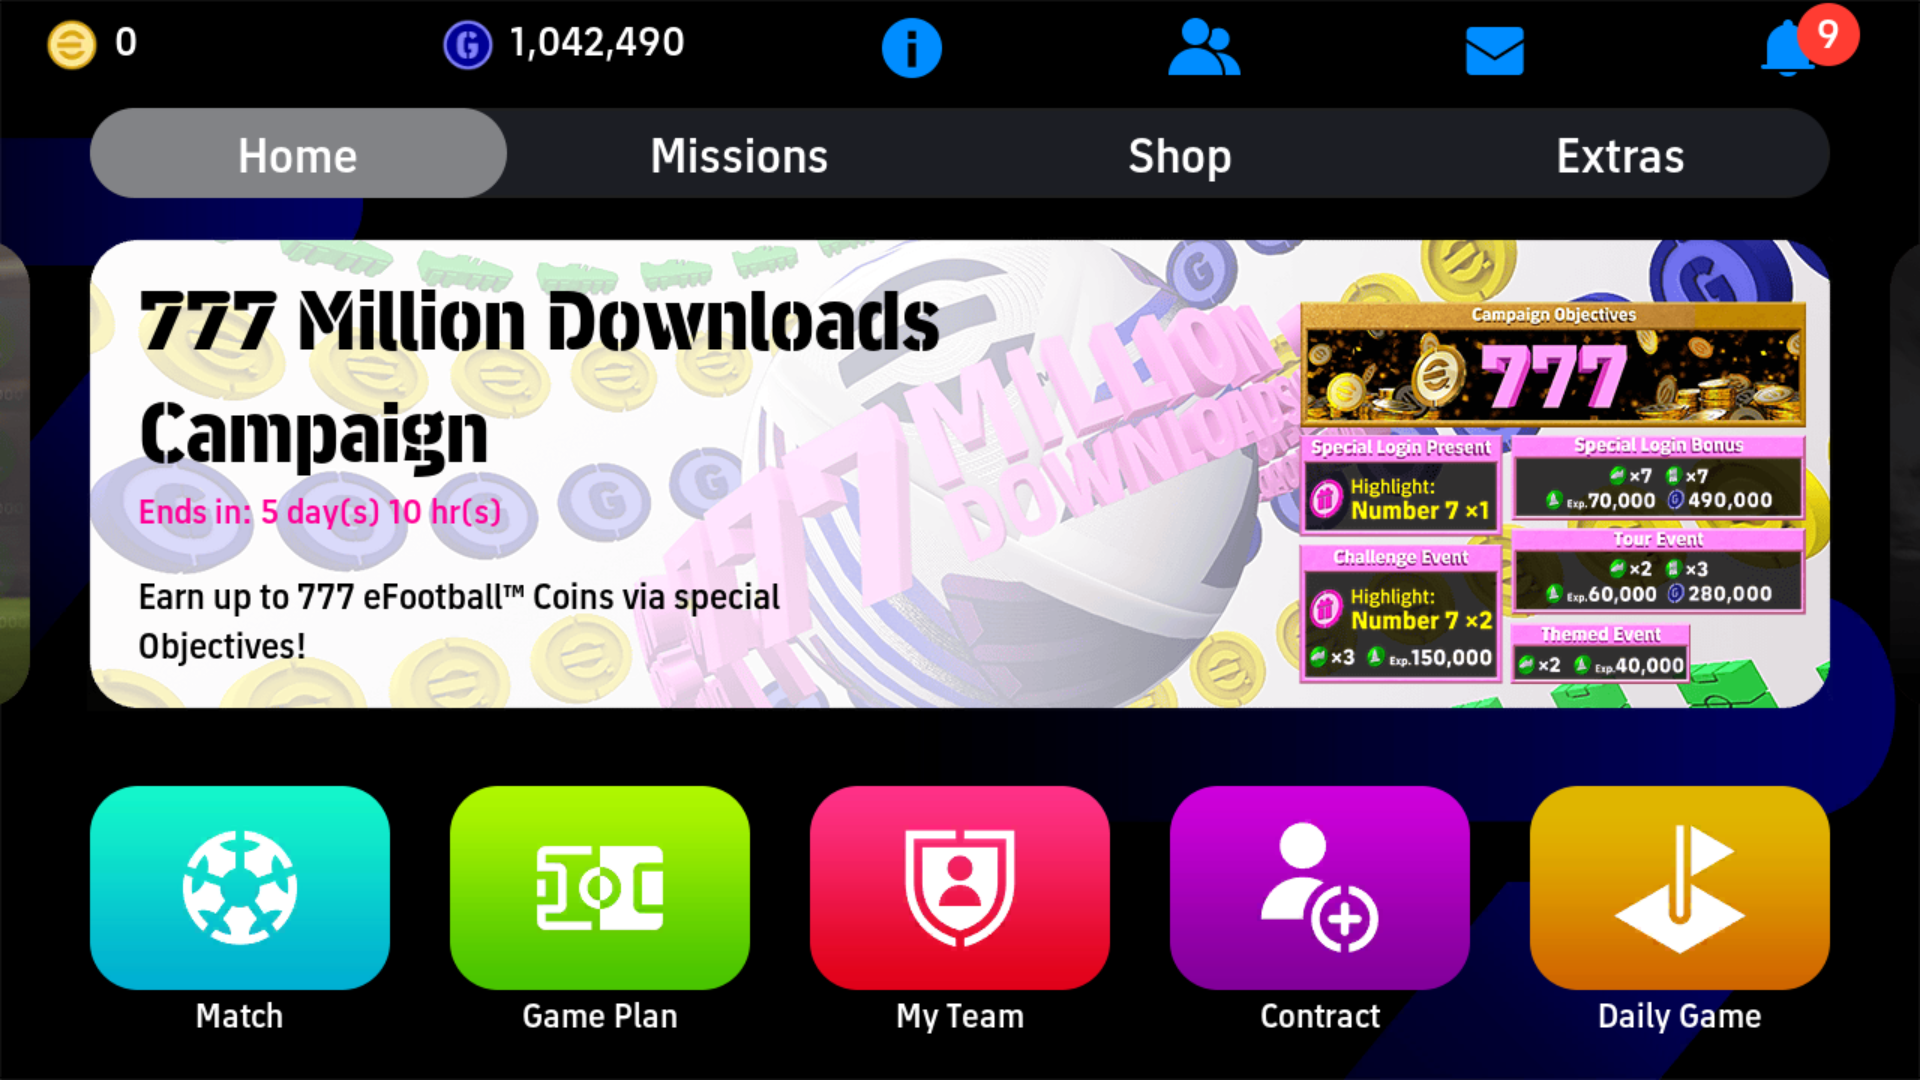 0
1,042,490
9
Home
Missions
Shop
Extras
777 Million Downloads
Campaign
Ends in: 5 day(s) 10 hr(s)
Earn up to 777 eFootball™ Coins via special
Objectives!
777 MILLION
DOWNLOADS
Campaign Objectives
777
Special Login Present
Highlight:
Number 7 ×1
Special Login Bonus
×7 ×7
Exp.70,000 490,000
Challenge Event
Highlight:
Number 7 ×2
×3 Exp.150,000
Tour Event
×2 ×3
Exp.60,000 280,000
Themed Event
×2 Exp.40,000
Match
Game Plan
My Team
Contract
Daily Game